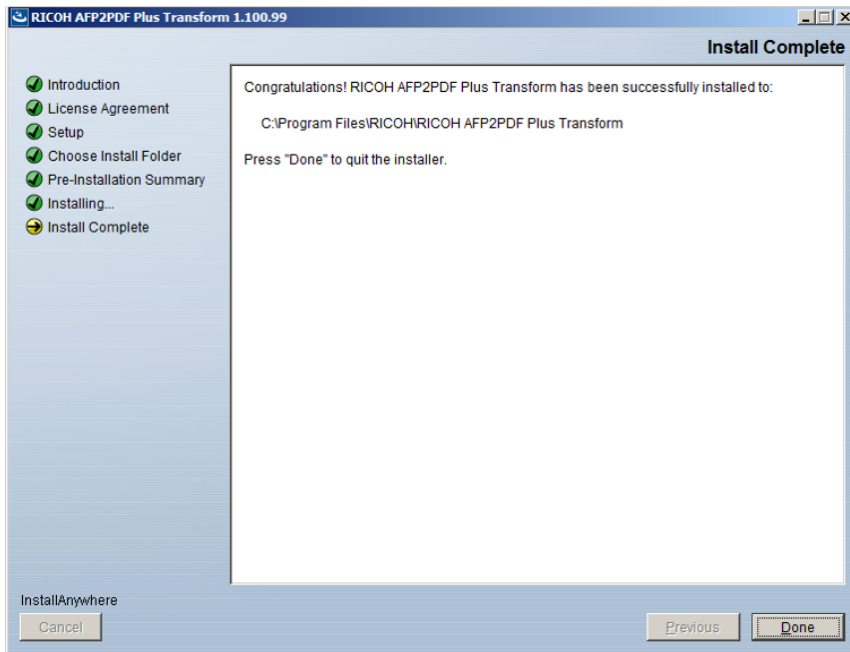 RICOH AFP2PDF Plus Transform 1.100.99
Install Complete
Introduction
License Agreement
Setup
Choose Install Folder
Pre-Installation Summary
Installing...
Install Complete
Congratulations! RICOH AFP2PDF Plus Transform has been successfully installed to:
C:\Program Files\RICOH\RICOH AFP2PDF Plus Transform
Press "Done" to quit the installer.
InstallAnywhere
Cancel
Previous
Done